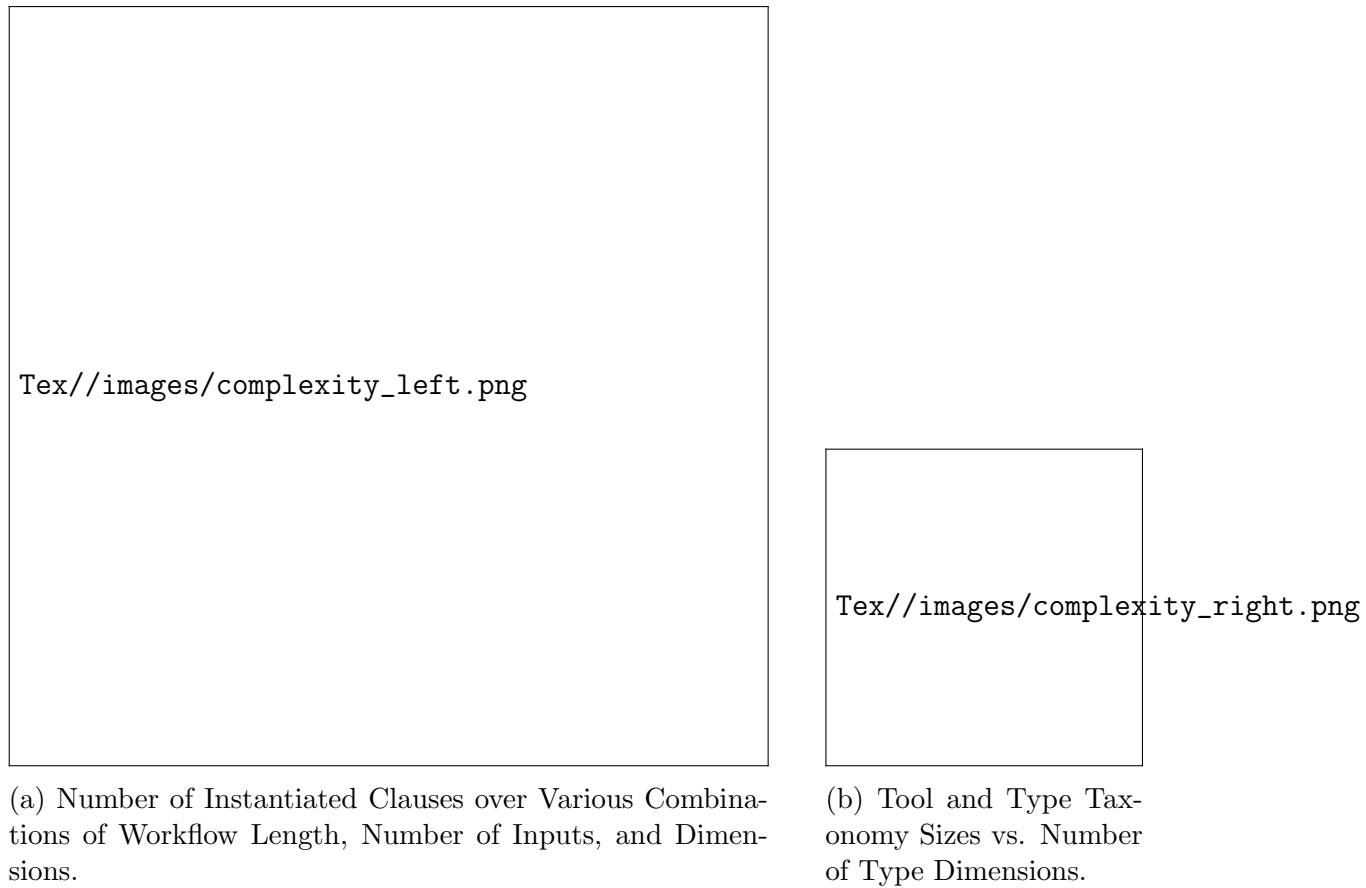 Tex//images/complexity_left.png
Tex//images/complexity_right.png
(a) Number of Instantiated Clauses over Various Combina-
tions of Workflow Length, Number of Inputs, and Dimen-
sions.
(b) Tool and Type Tax-
onomy Sizes vs. Number
of Type Dimensions.